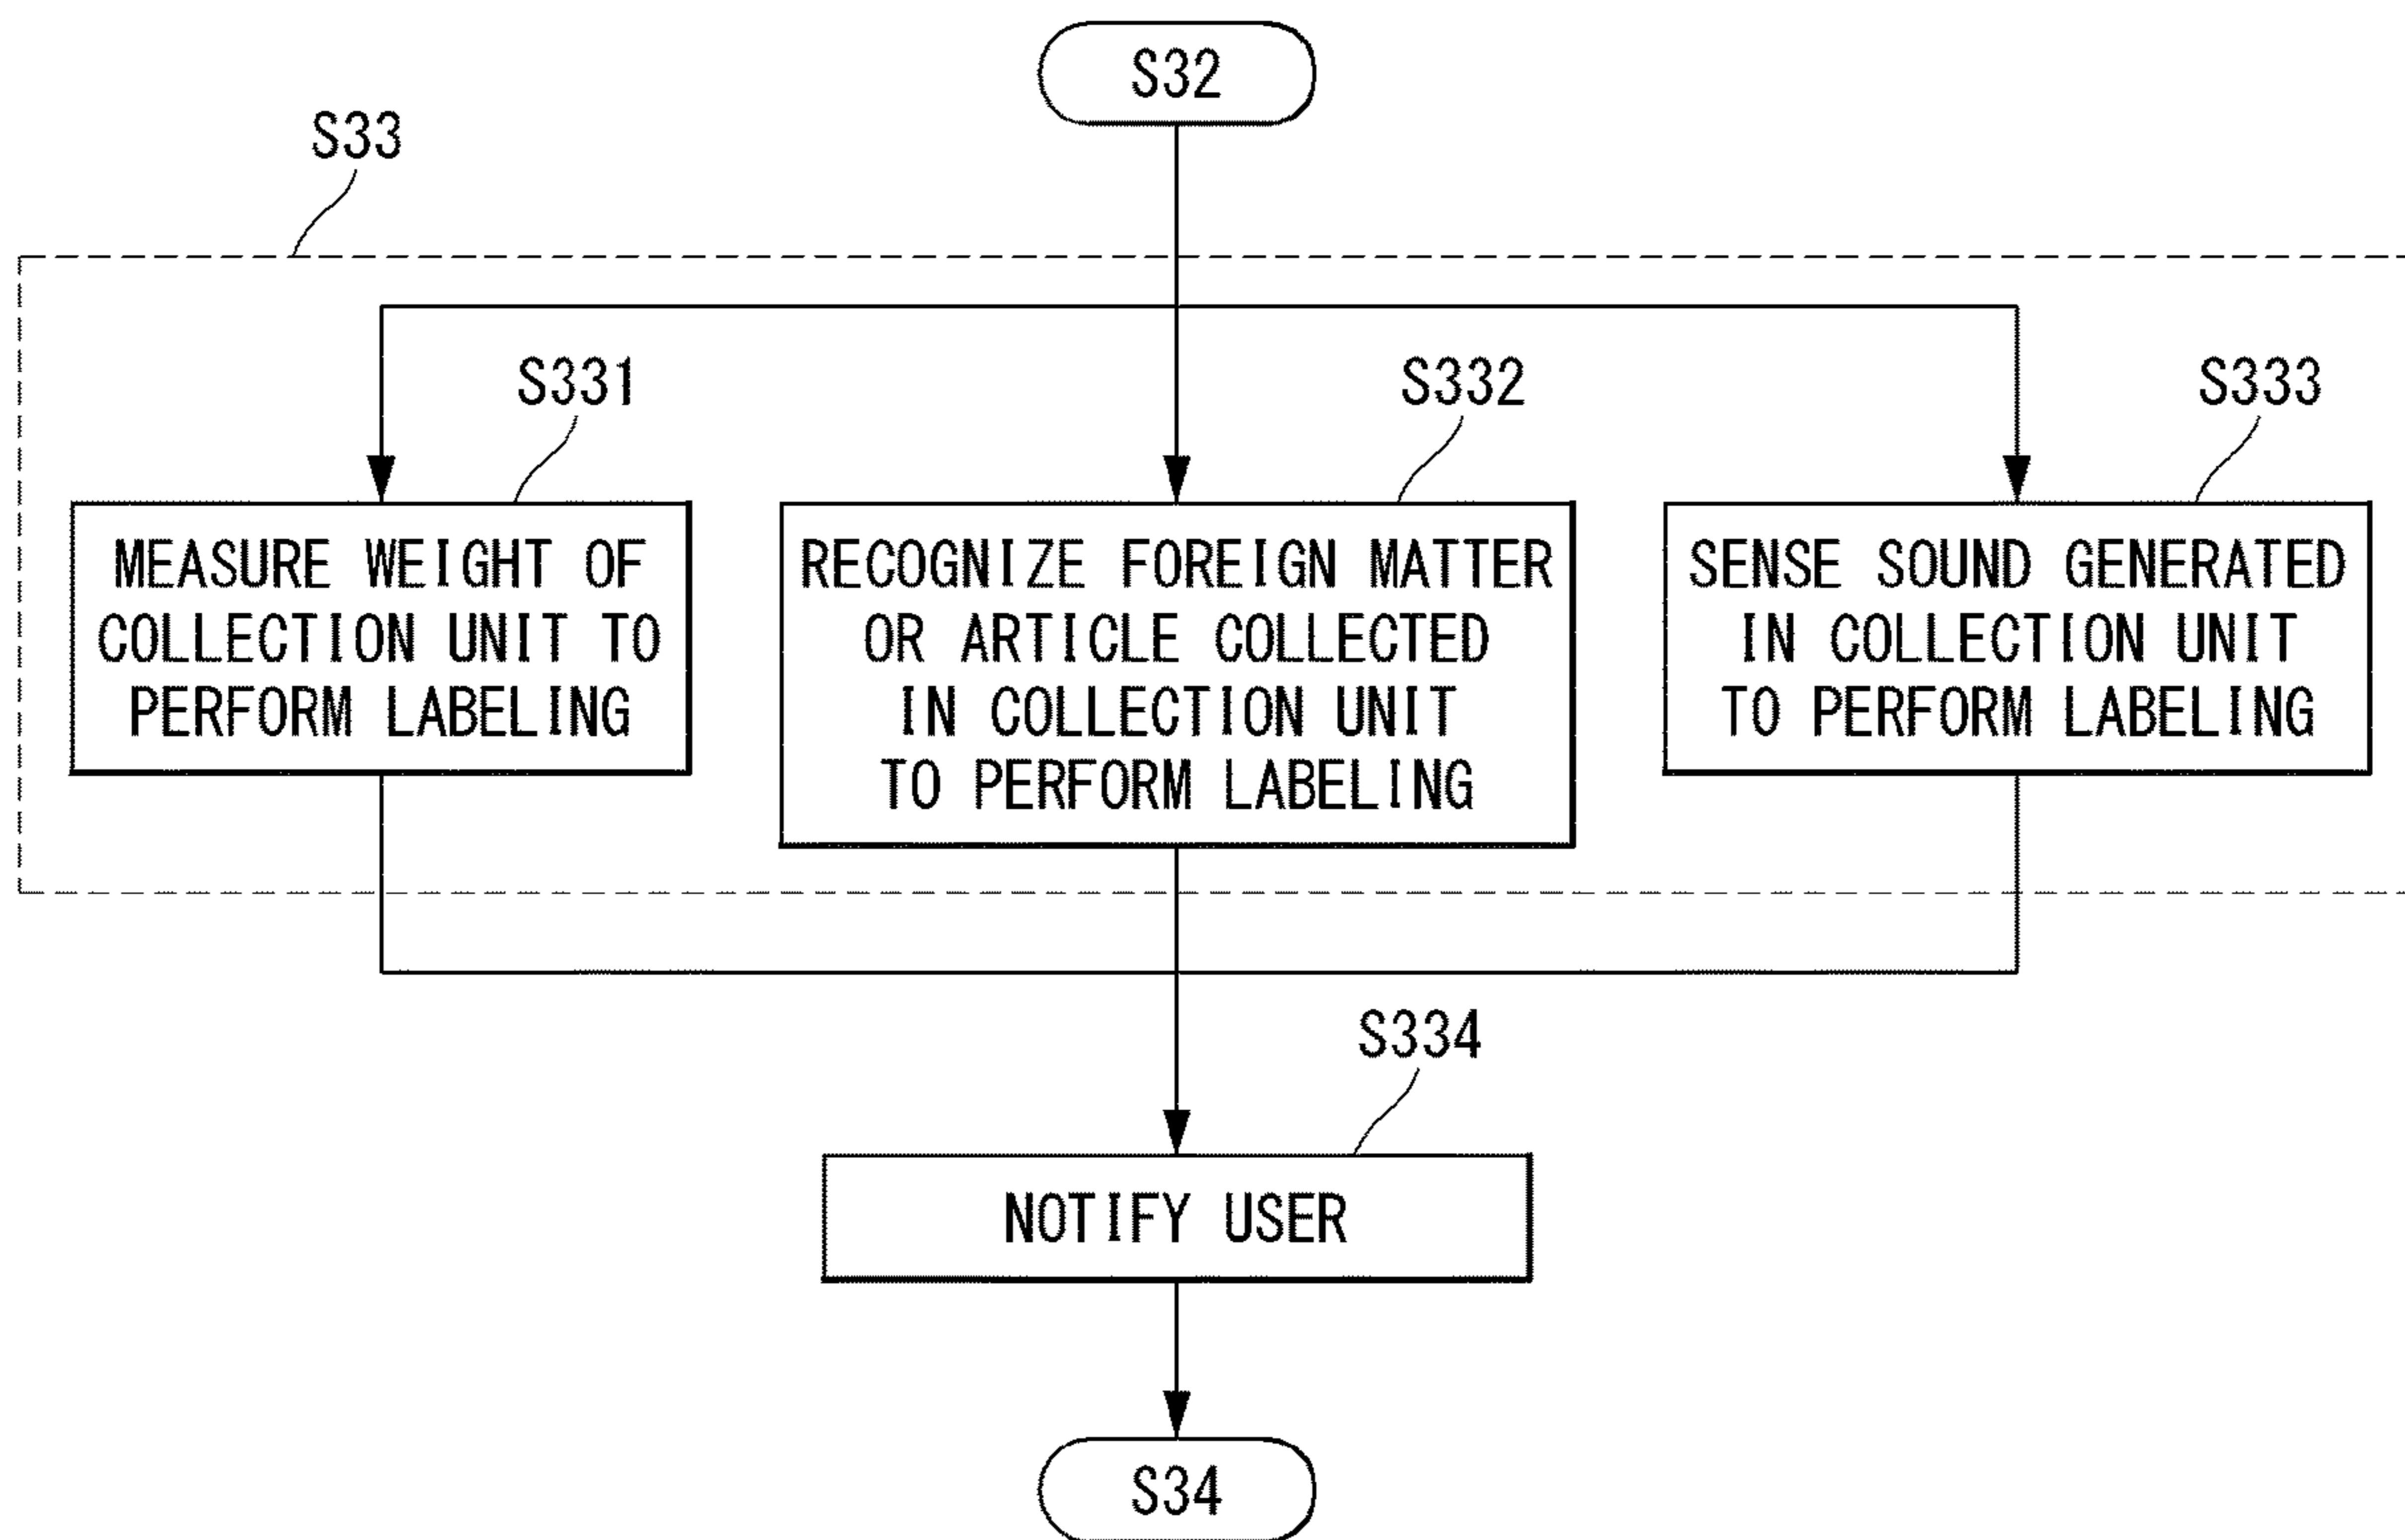 S32
S33
S331
S332
S333
MEASURE WEIGHT OF
COLLECTION UNIT TO
PERFORM LABELING
RECOGNIZE FOREIGN MATTER
OR ARTICLE COLLECTED
IN COLLECTION UNIT
TO PERFORM LABELING
SENSE SOUND GENERATED
IN COLLECTION UNIT
TO PERFORM LABELING
S334
NOTIFY USER
S34